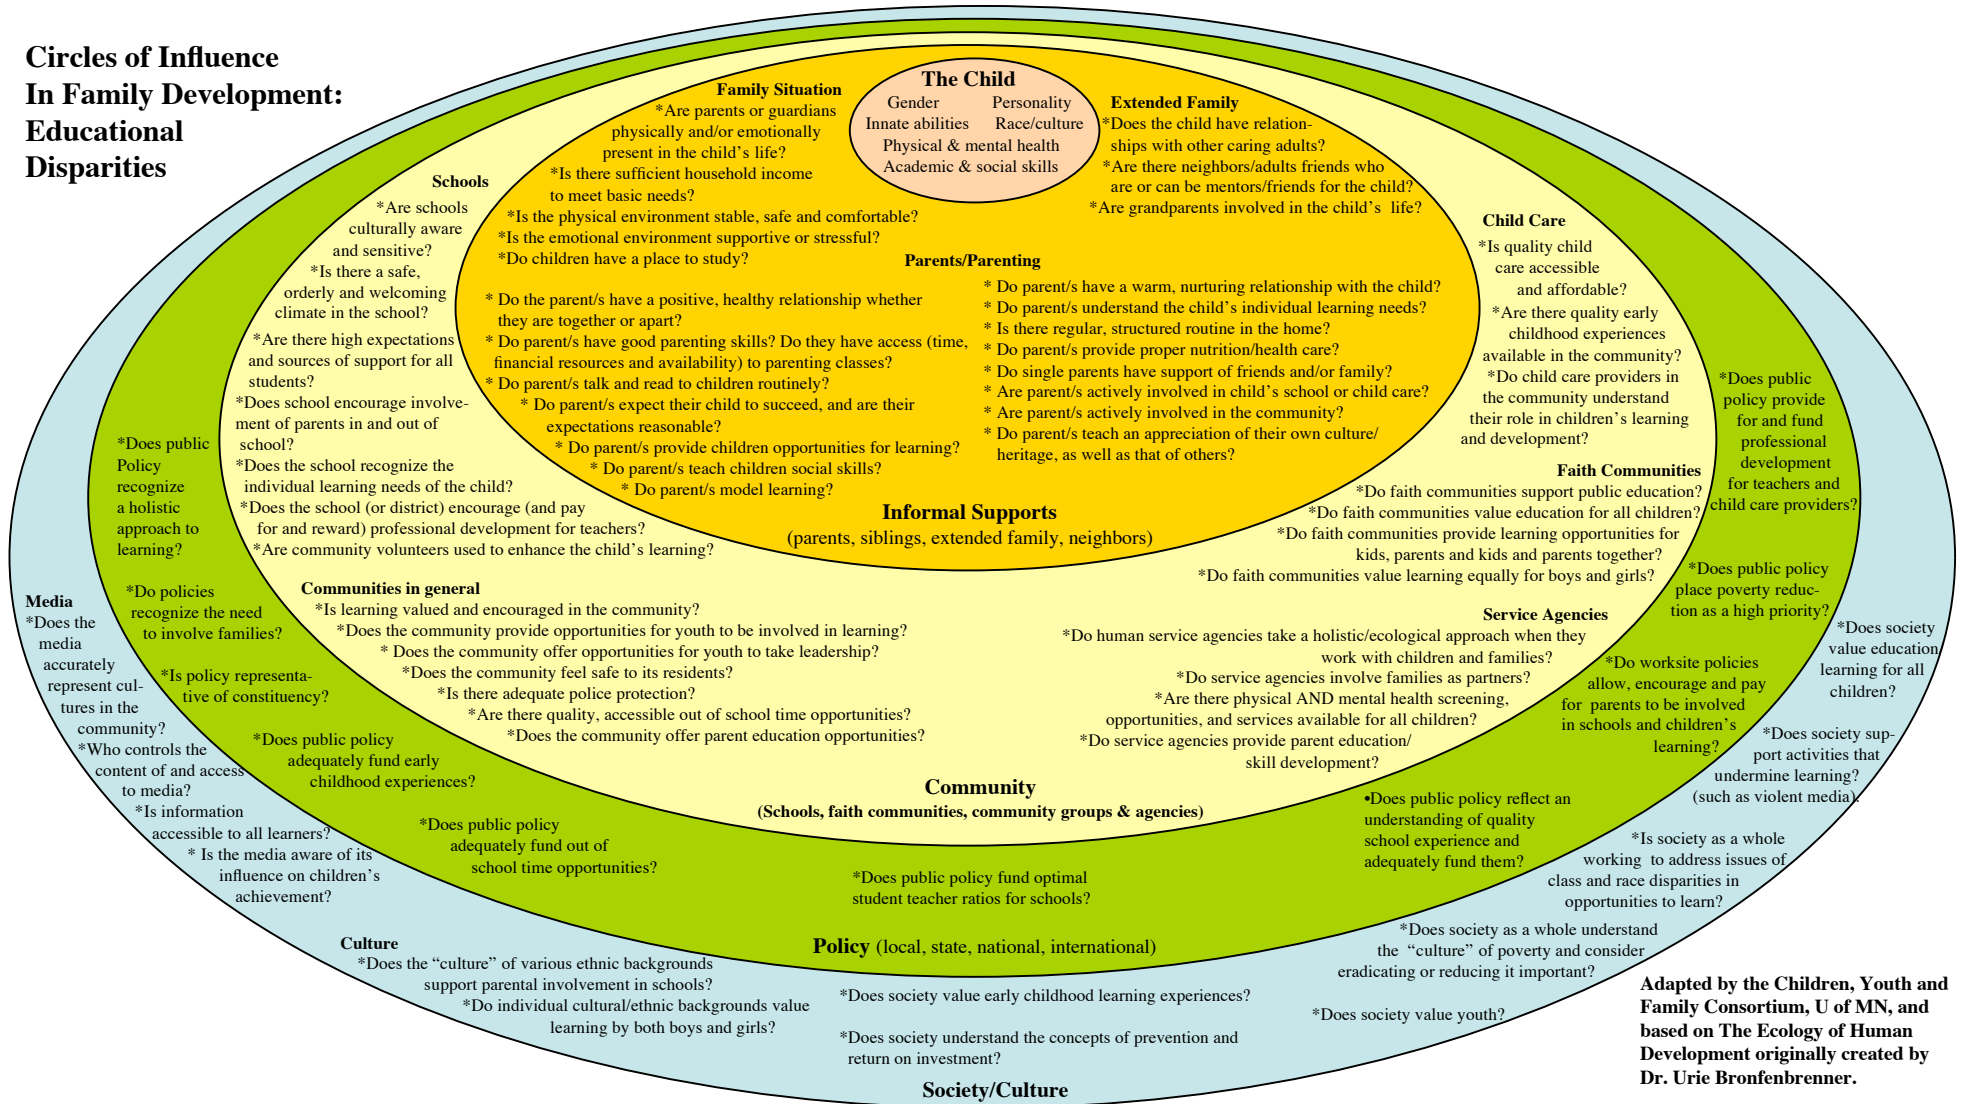 Circles of Influence
In Family Development:
Educational
Disparities
The Child
Gender Personality
Innate abilities Race/culture
Physical & mental health
Academic & social skills
Family Situation
*Are parents or guardians
physically and/or emotionally
present in the child's life?
*Is there sufficient household income
to meet basic needs?
*Is the physical environment stable, safe and comfortable?
*Is the emotional environment supportive or stressful?
*Do children have a place to study?
Extended Family
*Does the child have relation-
ships with other caring adults?
*Are there neighbors/adults friends who
are or can be mentors/friends for the child?
*Are grandparents involved in the child's life?
Parents/Parenting
* Do the parent/s have a positive, healthy relationship whether
they are together or apart?
* Do parent/s have good parenting skills? Do they have access (time,
financial resources and availability) to parenting classes?
* Do parent/s talk and read to children routinely?
* Do parent/s expect their child to succeed, and are their
expectations reasonable?
* Do parent/s provide children opportunities for learning?
* Do parent/s teach children social skills?
* Do parent/s model learning?
* Do parent/s have a warm, nurturing relationship with the child?
* Do parent/s understand the child's individual learning needs?
* Is there regular, structured routine in the home?
* Do parent/s provide proper nutrition/health care?
* Do single parents have support of friends and/or family?
* Are parent/s actively involved in child's school or child care?
* Are parent/s actively involved in the community?
* Do parent/s teach an appreciation of their own culture/
heritage, as well as that of others?
Informal Supports
(parents, siblings, extended family, neighbors)
Schools
*Are schools
culturally aware
and sensitive?
*Is there a safe,
orderly and welcoming
climate in the school?
*Are there high expectations
and sources of support for all
students?
*Does school encourage involve-
ment of parents in and out of
school?
*Does the school recognize the
individual learning needs of the child?
*Does the school (or district) encourage (and pay
for and reward) professional development for teachers?
*Are community volunteers used to enhance the child's learning?
Communities in general
*Is learning valued and encouraged in the community?
*Does the community provide opportunities for youth to be involved in learning?
* Does the community offer opportunities for youth to take leadership?
*Does the community feel safe to its residents?
*Is there adequate police protection?
*Are there quality, accessible out of school time opportunities?
*Does the community offer parent education opportunities?
Child Care
*Is quality child
care accessible
and affordable?
*Are there quality early
childhood experiences
available in the community?
*Do child care providers in
the community understand
their role in children's learning
and development?
Faith Communities
*Do faith communities support public education?
*Do faith communities value education for all children?
*Do faith communities provide learning opportunities for
kids, parents and kids and parents together?
*Do faith communities value learning equally for boys and girls?
Service Agencies
*Do human service agencies take a holistic/ecological approach when they
work with children and families?
*Do service agencies involve families as partners?
*Are there physical AND mental health screening,
opportunities, and services available for all children?
*Do service agencies provide parent education/
skill development?
Community
(Schools, faith communities, community groups & agencies)
*Does public
Policy
recognize
a holistic
approach to
learning?
*Do policies
recognize the need
to involve families?
*Is policy representa-
tive of constituency?
*Does public policy
adequately fund early
childhood experiences?
*Does public policy
adequately fund out of
school time opportunities?
*Does public policy fund optimal
student teacher ratios for schools?
*Does public
policy provide
for and fund
professional
development
for teachers and
child care providers?
*Does public policy
place poverty reduc-
tion as a high priority?
*Do worksite policies
allow, encourage and pay
for parents to be involved
in schools and children's
learning?
•Does public policy reflect an
understanding of quality
school experience and
adequately fund them?
Policy (local, state, national, international)
Media
*Does the
media
accurately
represent cul-
tures in the
community?
*Who controls the
content of and access
to media?
*Is information
accessible to all learners?
* Is the media aware of its
influence on children's
achievement?
Culture
*Does the “culture” of various ethnic backgrounds
support parental involvement in schools?
*Do individual cultural/ethnic backgrounds value
learning by both boys and girls?
*Does society value early childhood learning experiences?
*Does society understand the concepts of prevention and
return on investment?
*Does society
value education
learning for all
children?
*Does society sup-
port activities that
undermine learning?
(such as violent media).
*Is society as a whole
working to address issues of
class and race disparities in
opportunities to learn?
*Does society as a whole understand
the “culture” of poverty and consider
eradicating or reducing it important?
*Does society value youth?
Society/Culture
Adapted by the Children, Youth and
Family Consortium, U of MN, and
based on The Ecology of Human
Development originally created by
Dr. Urie Bronfenbrenner.